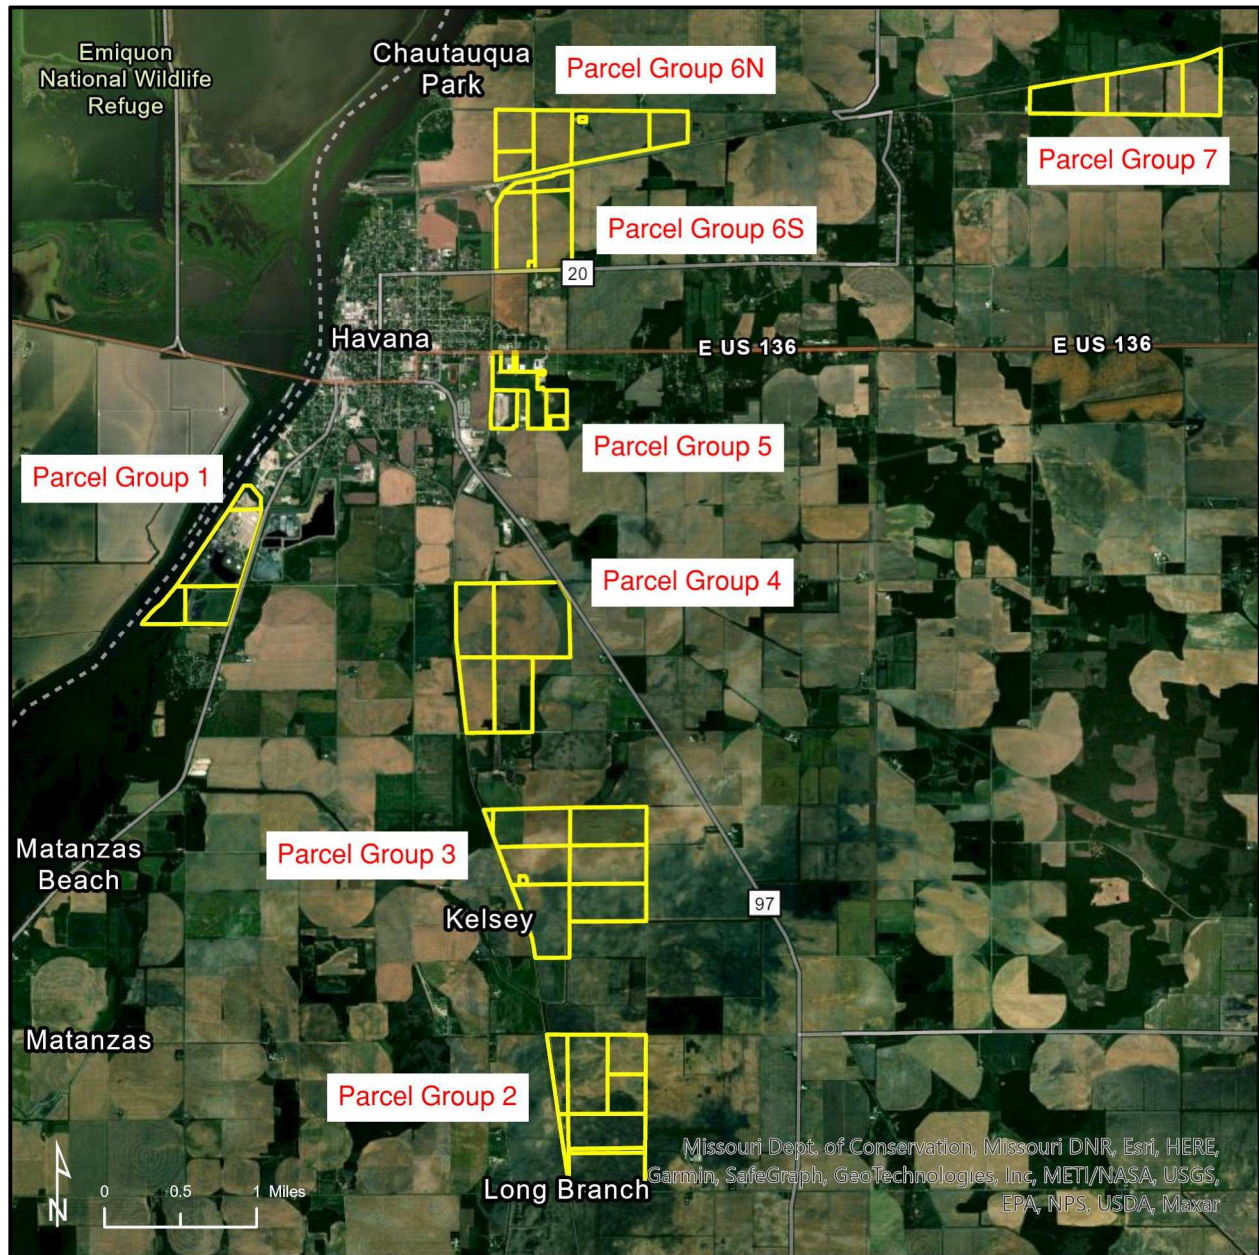 Emiquon
National Wildlife
Refuge
Chautauqua
Park
Parcel Group 6N
Parcel Group 7
Parcel Group 6S
20
Havana
E US 136
E US 136
Parcel Group 5
Parcel Group 1
Parcel Group 4
Parcel Group 3
Matanzas
Beach
Kelsey
97
Matanzas
Parcel Group 2
Long Branch
N
0 0.5 1 Miles
Missouri Dept. of Conservation, Missouri DNR, Esri, HERE,
Garmin, SafeGraph, GeoTechnologies, Inc, METI/NASA, USGS,
EPA, NPS, USDA, Maxar